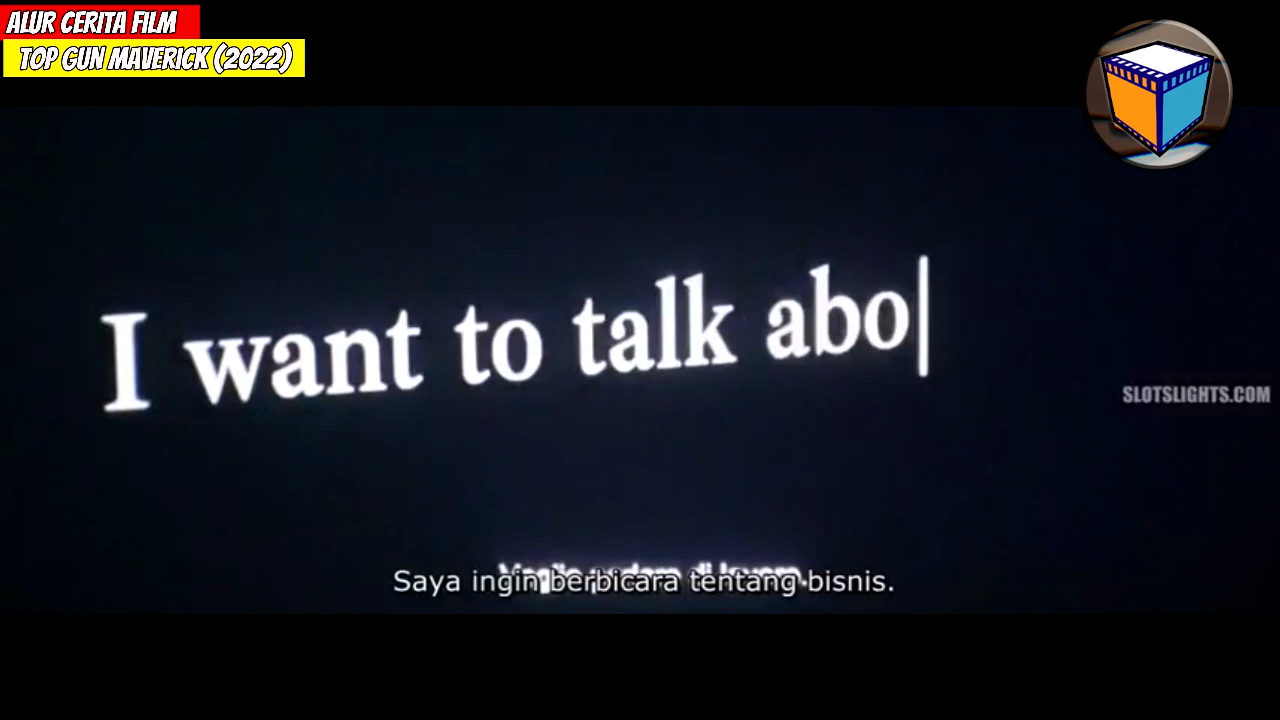 ALUR CERITA FILM
TOP GUN MAVERICK (2022)
I want to talk abo
SLOTSLIGHTS.COM
Saya ingin berbicara tentang bisnis.